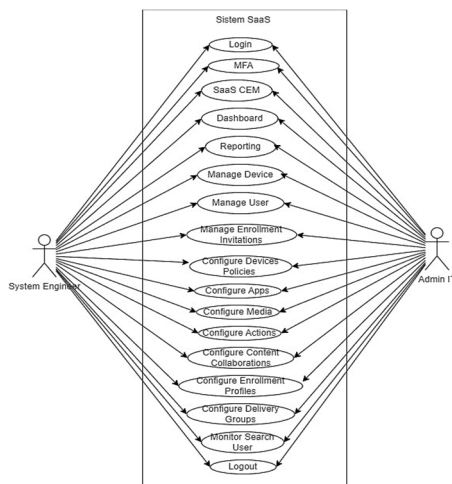 Sistem SaaS
Login
MFA
SaaS CEM
Dashboard
Reporting
Manage Device
Manage User
Manage Enrollment
Invitations
Configure Devices
Policies
Configure Apps
Configure Media
Configure Actions
Configure Content
Collaborations
Configure Enrollment
Profiles
Configure Delivery
Groups
Monitor Search
User
Logout
System Engineer
Admin IT